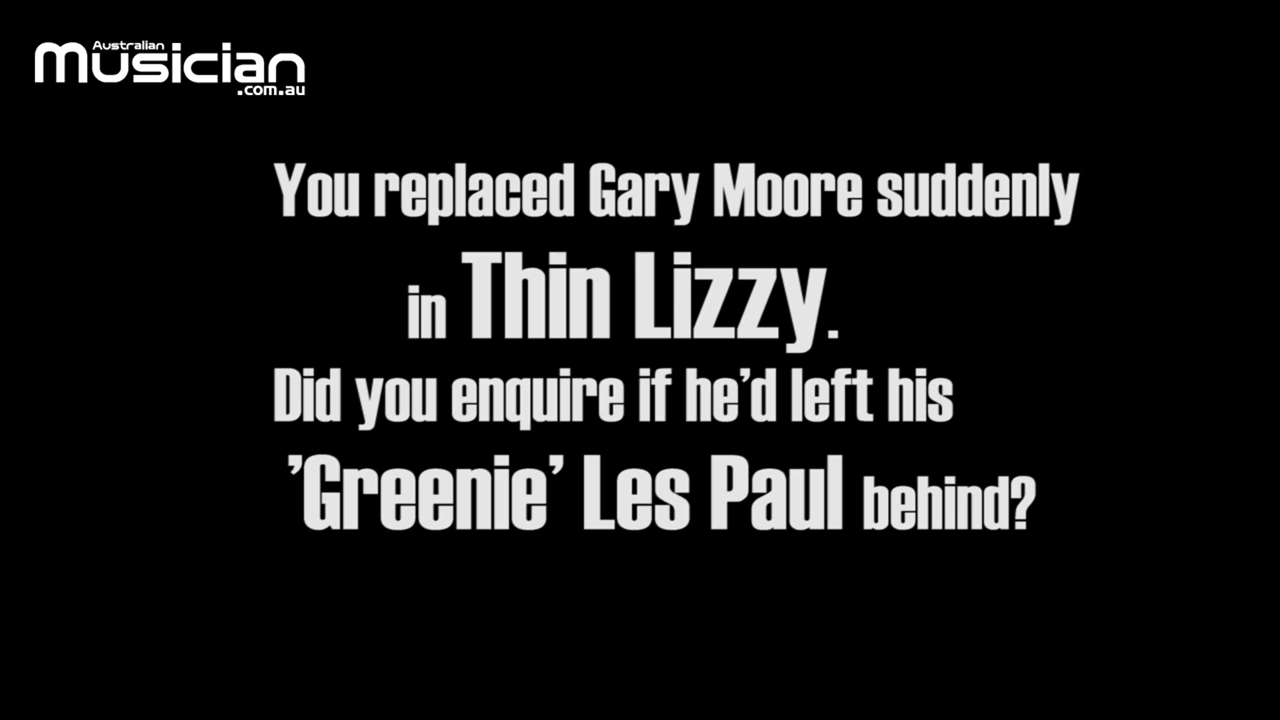 Australian
musician
.com.au
You replaced Gary Moore suddenly
in Thin Lizzy.
Did you enquire if he'd left his
'Greenie' Les Paul behind?